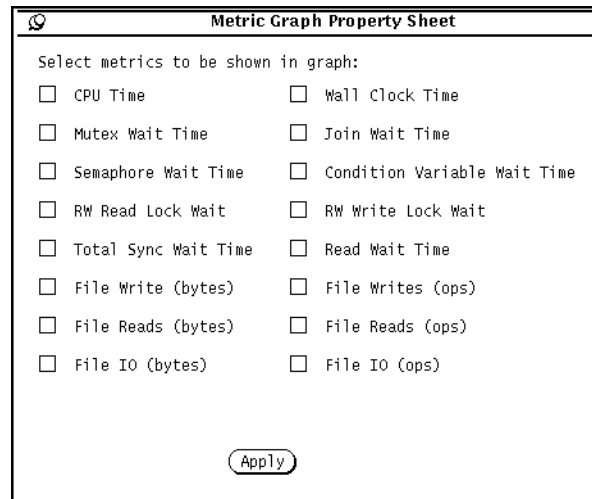 Metric Graph Property Sheet
Select metrics to be shown in graph:
CPU Time Wall Clock Time
Mutex Wait Time Join Wait Time
Semaphore Wait Time Condition Variable Wait Time
RW Read Lock Wait RW Write Lock Wait
Total Sync Wait Time Read Wait Time
File Write (bytes) File Writes (ops)
File Reads (bytes) File Reads (ops)
File IO (bytes) File IO (ops)
Apply